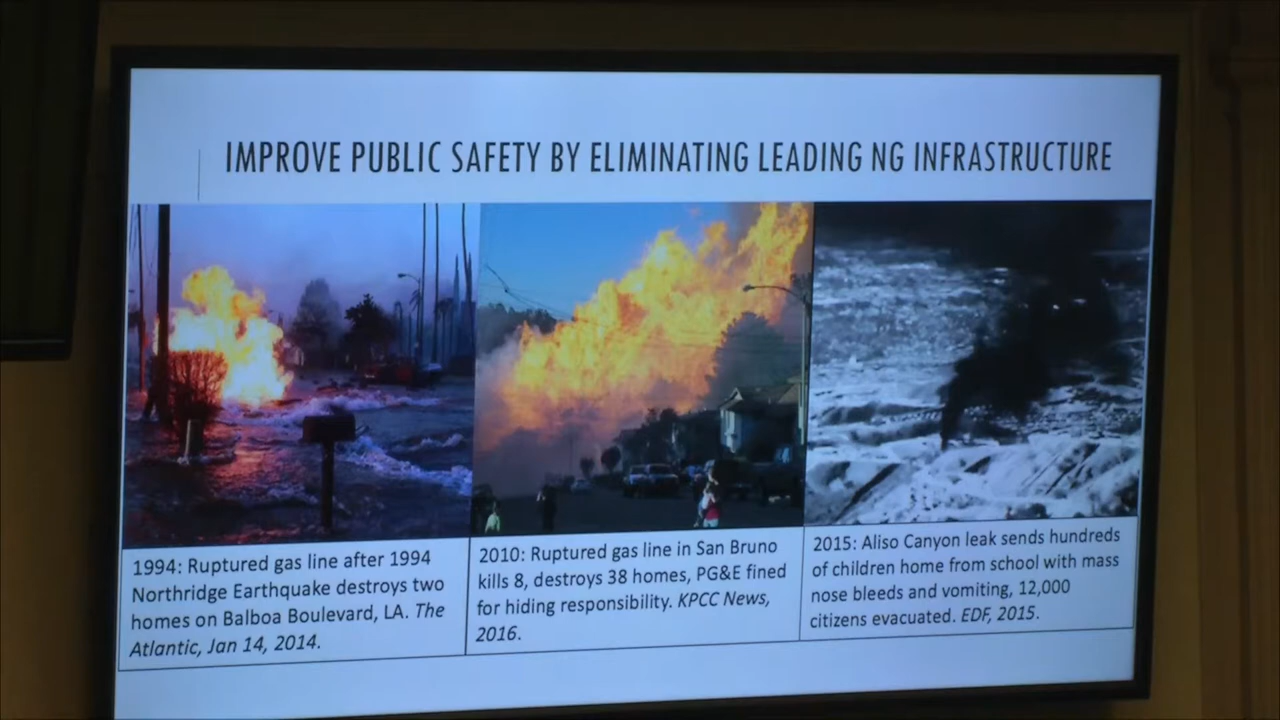 IMPROVE PUBLIC SAFETY BY ELIMINATING LEADING NG INFRASTRUCTURE
1994: Ruptured gas line after 1994
Northridge Earthquake destroys two
homes on Balboa Boulevard, LA. The
Atlantic, Jan 14, 2014.
2010: Ruptured gas line in San Bruno
kills 8, destroys 38 homes, PG&E fined
for hiding responsibility. KPCC News,
2016.
2015: Aliso Canyon leak sends hundreds
of children home from school with mass
nose bleeds and vomiting, 12,000
citizens evacuated. EDF, 2015.